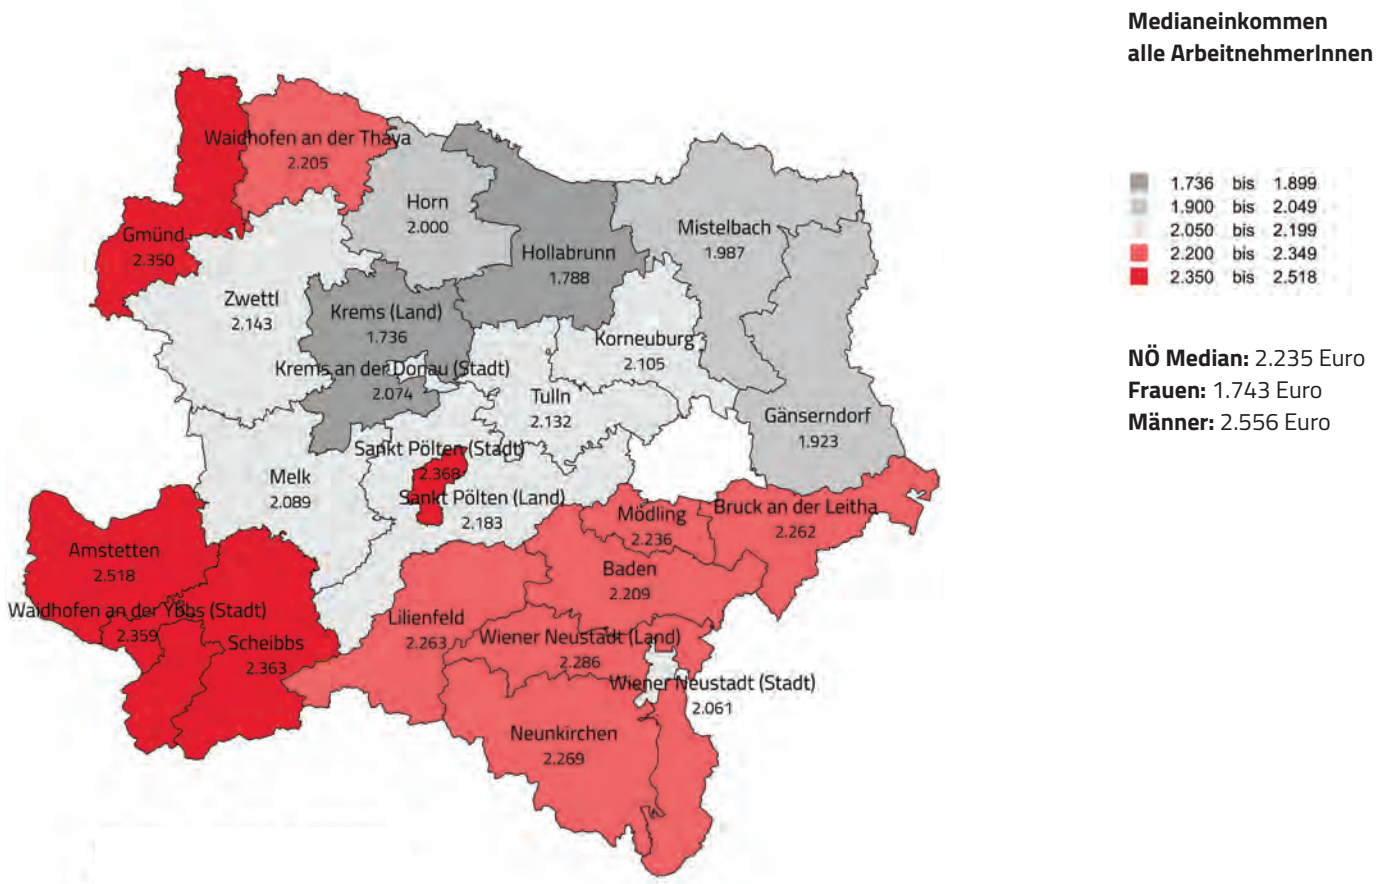 Medianeinkommen
alle ArbeitnehmerInnen
Waidhofen an der Thaya
2.205
Horn
2.000
Gmünd
2.350
Hollabrunn
1.788
Mistelbach
1.987
Zwettl
2.143
Krems (Land)
1.736
Krems an der Donau (Stadt)
2.074
Korneuburg
2.105
Tulln
2.132
Gänserndorf
1.923
Sankt Pölten (Stadt)
2.368
Melk
2.089
Sankt Pölten (Land)
2.183
Mödling
2.236
Bruck an der Leitha
2.262
Amstetten
2.518
Baden
2.209
Waidhofen an der Ybbs (Stadt)
2.359
Scheibbs
2.363
Lilienfeld
2.263
Wiener Neustadt (Land)
2.286
Wiener Neustadt (Stadt)
2.061
Neunkirchen
2.269
1.736 bis 1.899
1.900 bis 2.049
2.050 bis 2.199
2.200 bis 2.349
2.350 bis 2.518
NÖ Median: 2.235 Euro
Frauen: 1.743 Euro
Männer: 2.556 Euro